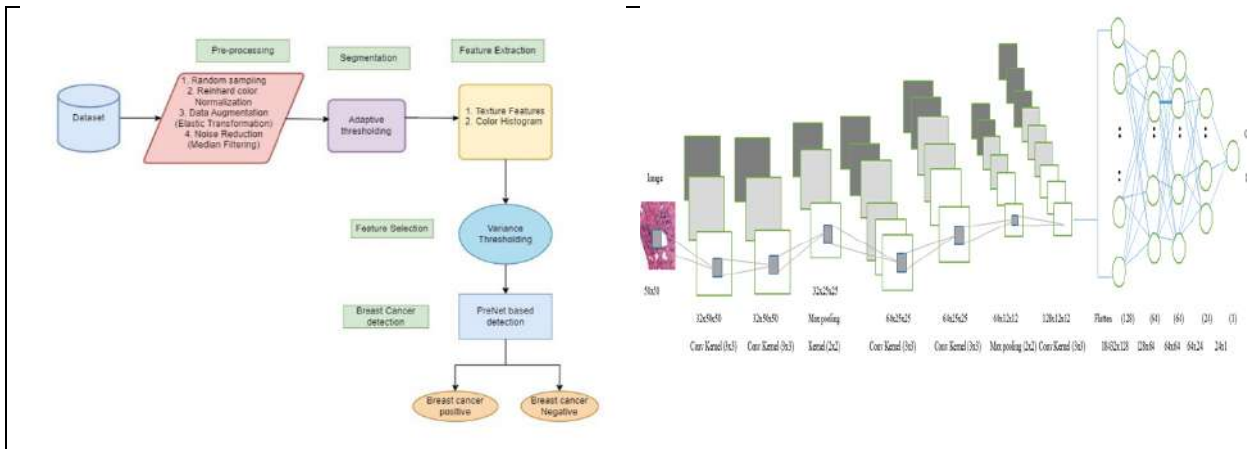 Pre-processing
Segmentation
Feature Extraction
Dataset
1. Random sampling
2. Reinhard color
Normalization
3. Data Augmentation
(Elastic Transformation)
4. Noise Reduction
(Median Filtering)
Adaptive
thresholding
1. Texture Features
2. Color Histogram
Feature Selection
Variance
Thresholding
Breast Cancer
detection
PreNet based
detection
Breast cancer
positive
Breast cancer
Negative
Image
50x50
32x50x50
Conv Kernel (3x3)
32x50x50
Conv Kernel (3x3)
32x25x25
Max pooling
Kernel (2x2)
64x25x25
Conv Kernel (3x3)
64x25x25
Conv Kernel (3x3)
64x12x12
Max pooling (2x2)
128x12x12
Conv Kernel (3x3)
Flatten (128) (64) (64) (24) (1)
18432x128 128x64 64x64 64x24 24x1